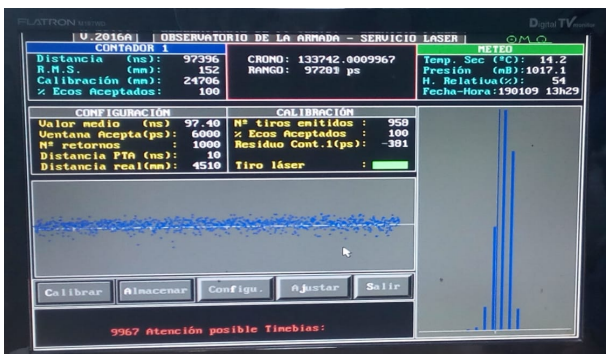 FLATRON
Digital TV monitor
V.2016A OBSERVATORIO DE LA ARMADA - SERVICIO LASER
CONTADOR 1
Distancia (ns): 97396
R.M.S. (mm): 152
Calibración (mm): 24706
% Ecos Aceptados: 100
CRONO: 133742.0009967
RANGO: 97281 ps
METEO
Temp. Sec (ºC): 14.2
Presión (mB):1017.1
H. Relativa(%): 54
Fecha-Hora:190109 13h29
CONFIGURACIÓN
Valor medio (ns) 97.40
Ventana Acepta(ps): 6000
Nº retornos : 1000
Distancia PTA (ns): 10
Distancia real(mm): 4510
CALIBRACIÓN
Nº tiros emitidos : 950
% Ecos Aceptados : 100
Residuo Cont.1(ps): -381
Tiro láser :
Calibrar Almacenar Configu. Ajustar Salir
9967 Atención posible Timebias: